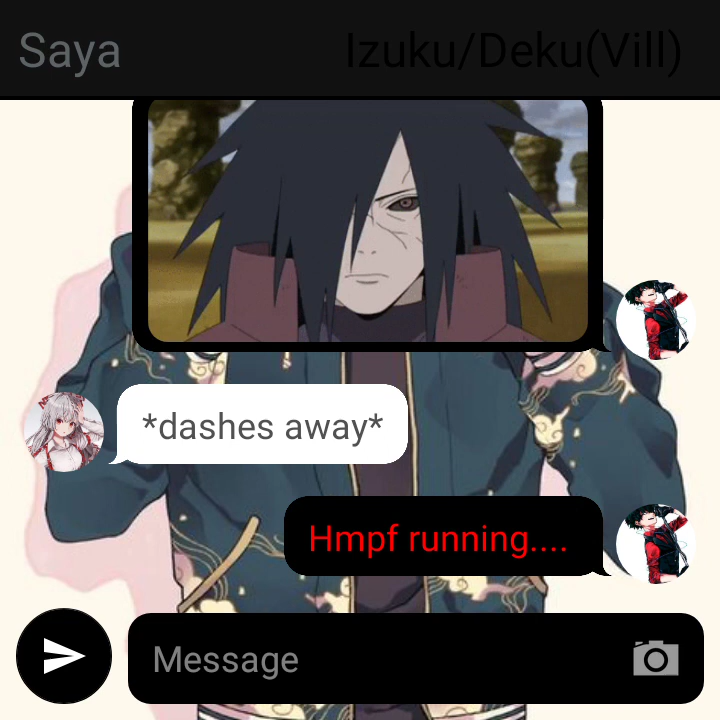 Saya
Izuku/Deku(Vill)
*dashes away*
Hmpf running....
Message